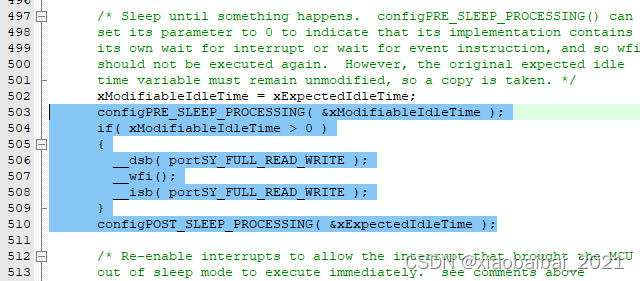 497 /* Sleep until something happens.  configPRE_SLEEP_PROCESSING() can
498 set its parameter to 0 to indicate that its implementation contains
499 its own wait for interrupt or wait for event instruction, and so wfi
500 should not be executed again.  However, the original expected idle
501 time variable must remain unmodified, so a copy is taken. */
502 xModifiableIdleTime = xExpectedIdleTime;
503 configPRE_SLEEP_PROCESSING( &xModifiableIdleTime );
504 if( xModifiableIdleTime > 0 )
505 {
506 __dsb( portSY_FULL_READ_WRITE );
507 __wfi();
508 __isb( portSY_FULL_READ_WRITE );
509 }
510 configPOST_SLEEP_PROCESSING( &xExpectedIdleTime );
511
512 /* Re-enable interrupts to allow the interrupt that brought the MCU
513 out of sleep mode to execute immediately.  see comments above
CSDN @xiaobaibai_2021